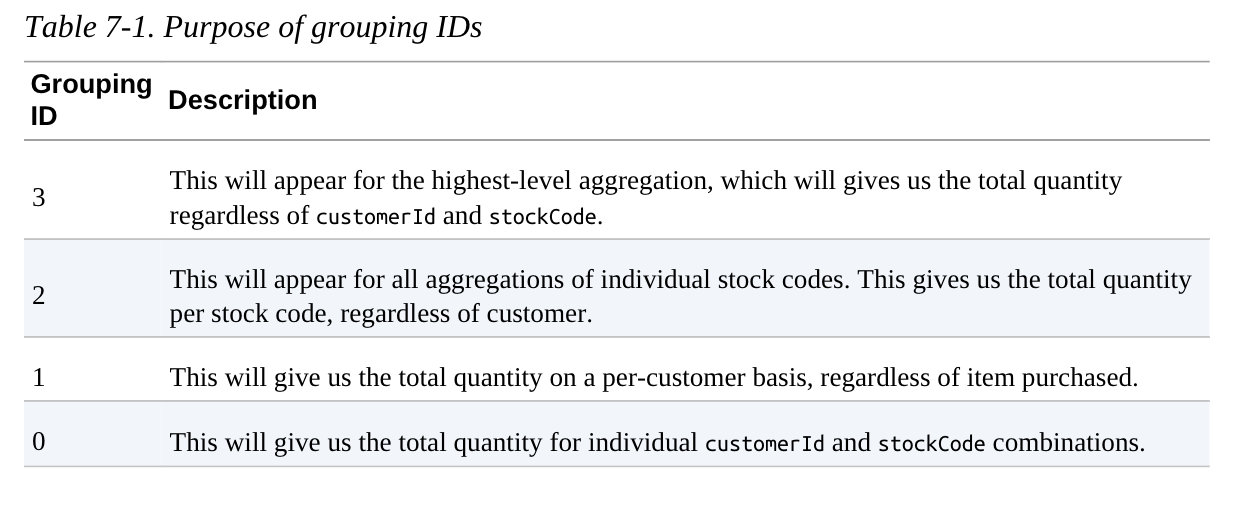 Table 7-1. Purpose of grouping IDs
Grouping
ID
Description
3
This will appear for the highest-level aggregation, which will gives us the total quantity
regardless of customerId and stockCode.
2
This will appear for all aggregations of individual stock codes. This gives us the total quantity
per stock code, regardless of customer.
1
This will give us the total quantity on a per-customer basis, regardless of item purchased.
0
This will give us the total quantity for individual customerId and stockCode combinations.